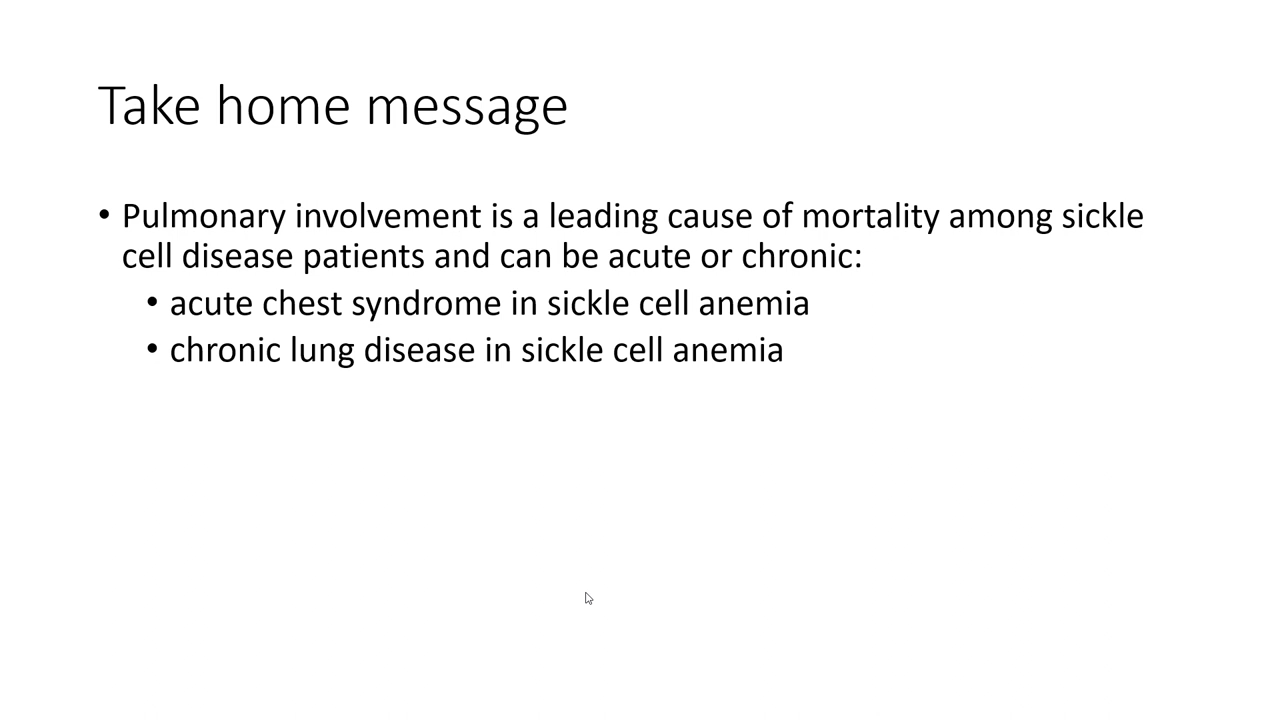 Take home message
• Pulmonary involvement is a leading cause of mortality among sickle
cell disease patients and can be acute or chronic:
• acute chest syndrome in sickle cell anemia
• chronic lung disease in sickle cell anemia